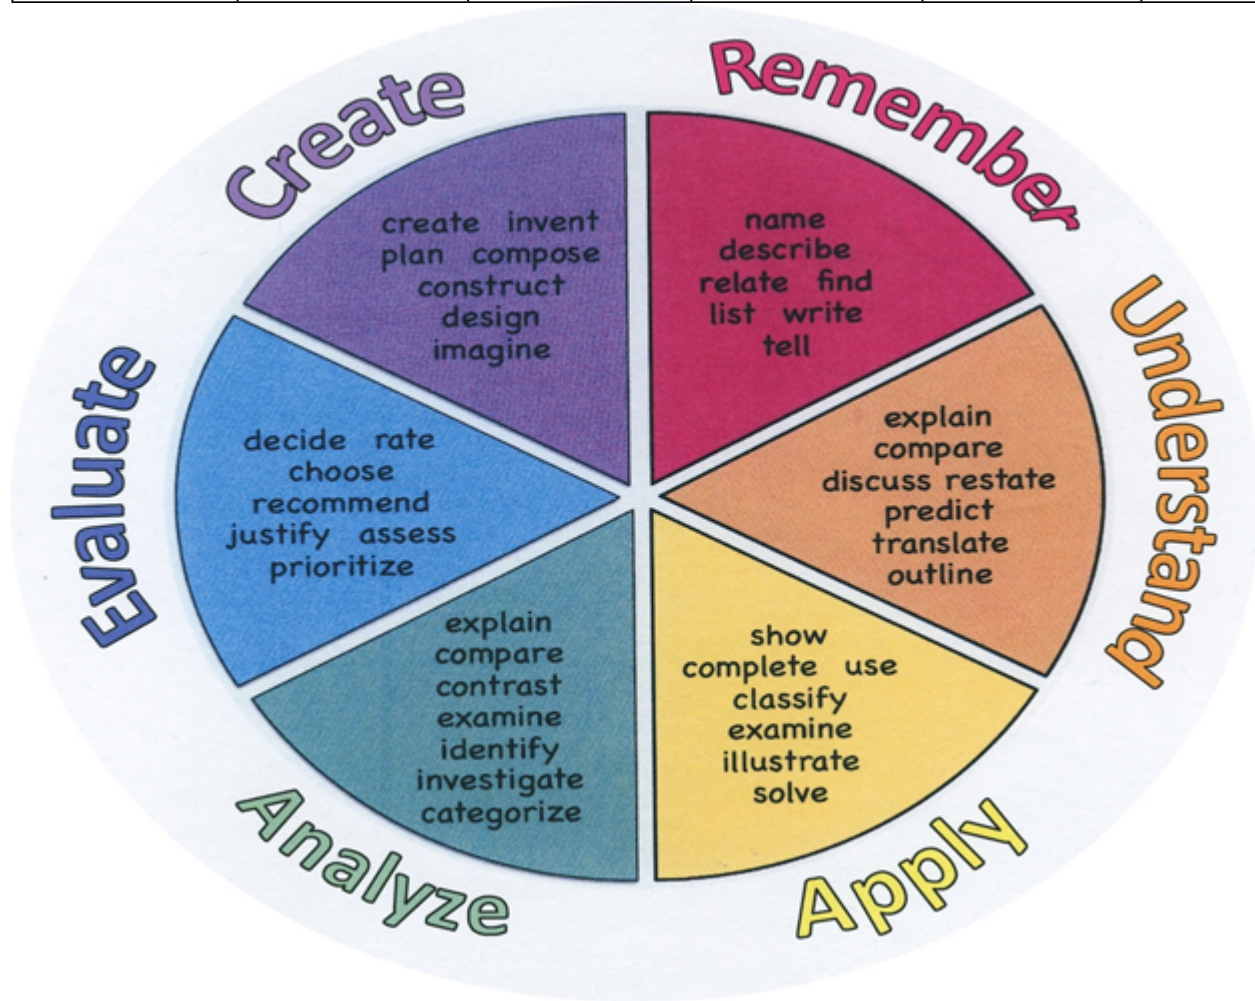 Remember
name
describe
relate find
list write
tell
Understand
explain
compare
discuss restate
predict
translate
outline
Apply
show
complete use
classify
examine
illustrate
solve
Analyze
explain
compare
contrast
examine
identify
investigate
categorize
Evaluate
decide rate
choose
recommend
justify assess
prioritize
Create
create invent
plan compose
construct
design
imagine